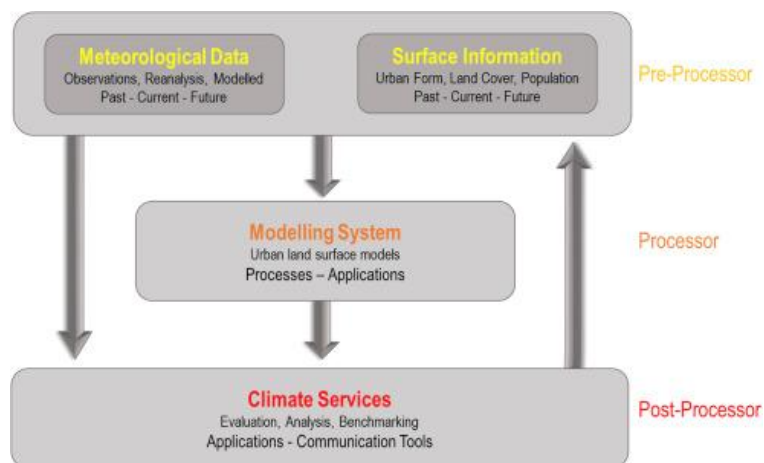 Meteorological Data
Observations, Reanalysis, Modelled
Past - Current - Future
Surface Information
Urban Form, Land Cover, Population
Past - Current - Future
Pre-Processor
Modelling System
Urban land surface models
Processes – Applications
Processor
Climate Services
Evaluation, Analysis, Benchmarking
Applications - Communication Tools
Post-Processor